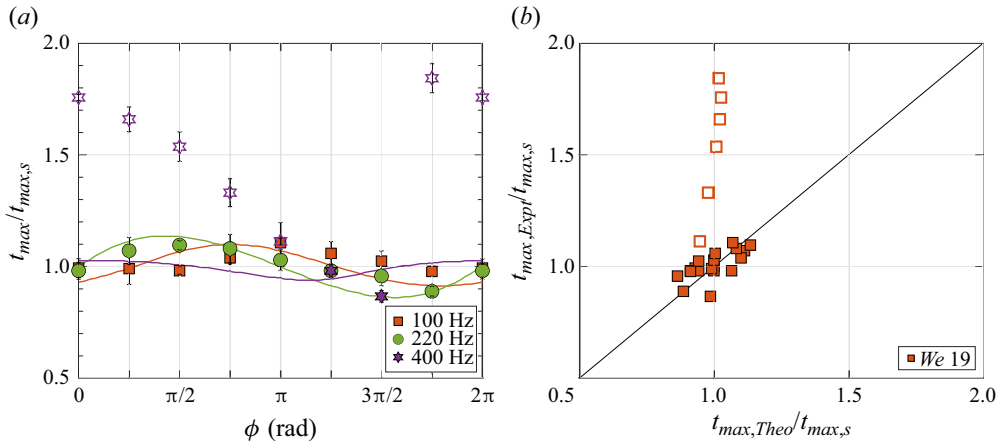 (a)
2.0
1.5
1.0
0.5
t_max/t_max,s
0
π/2
π
3π/2
2π
ϕ (rad)
100 Hz
220 Hz
400 Hz
(b)
2.0
1.5
1.0
0.5
t_max,Expt/t_max,s
1.0
1.5
2.0
t_max,Theo/t_max,s
We 19